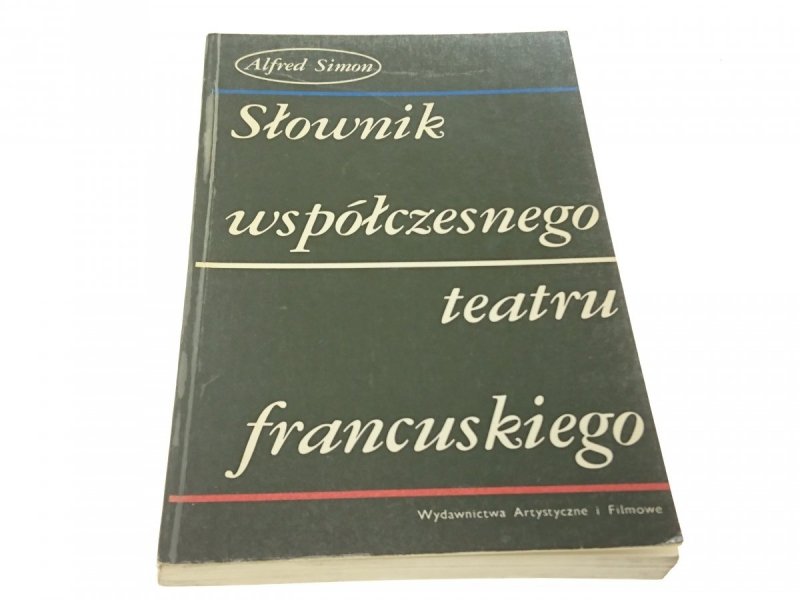 Alfred Simon
Słownik
współczesnego
teatru
francuskiego
Wydawnictwa Artystyczne i Filmowe